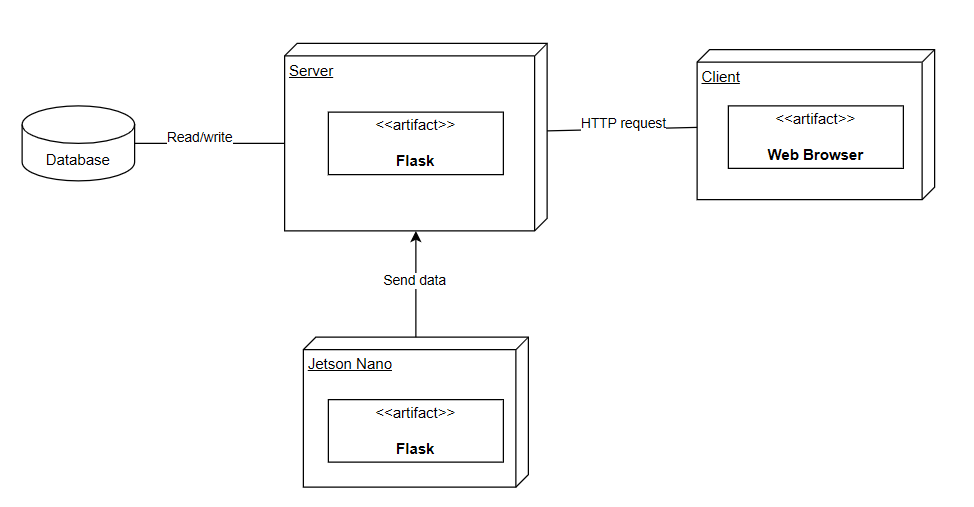 Server
<<artifact>>
Flask
Client
<<artifact>>
Web Browser
Database
Read/write
HTTP request
Send data
Jetson Nano
<<artifact>>
Flask